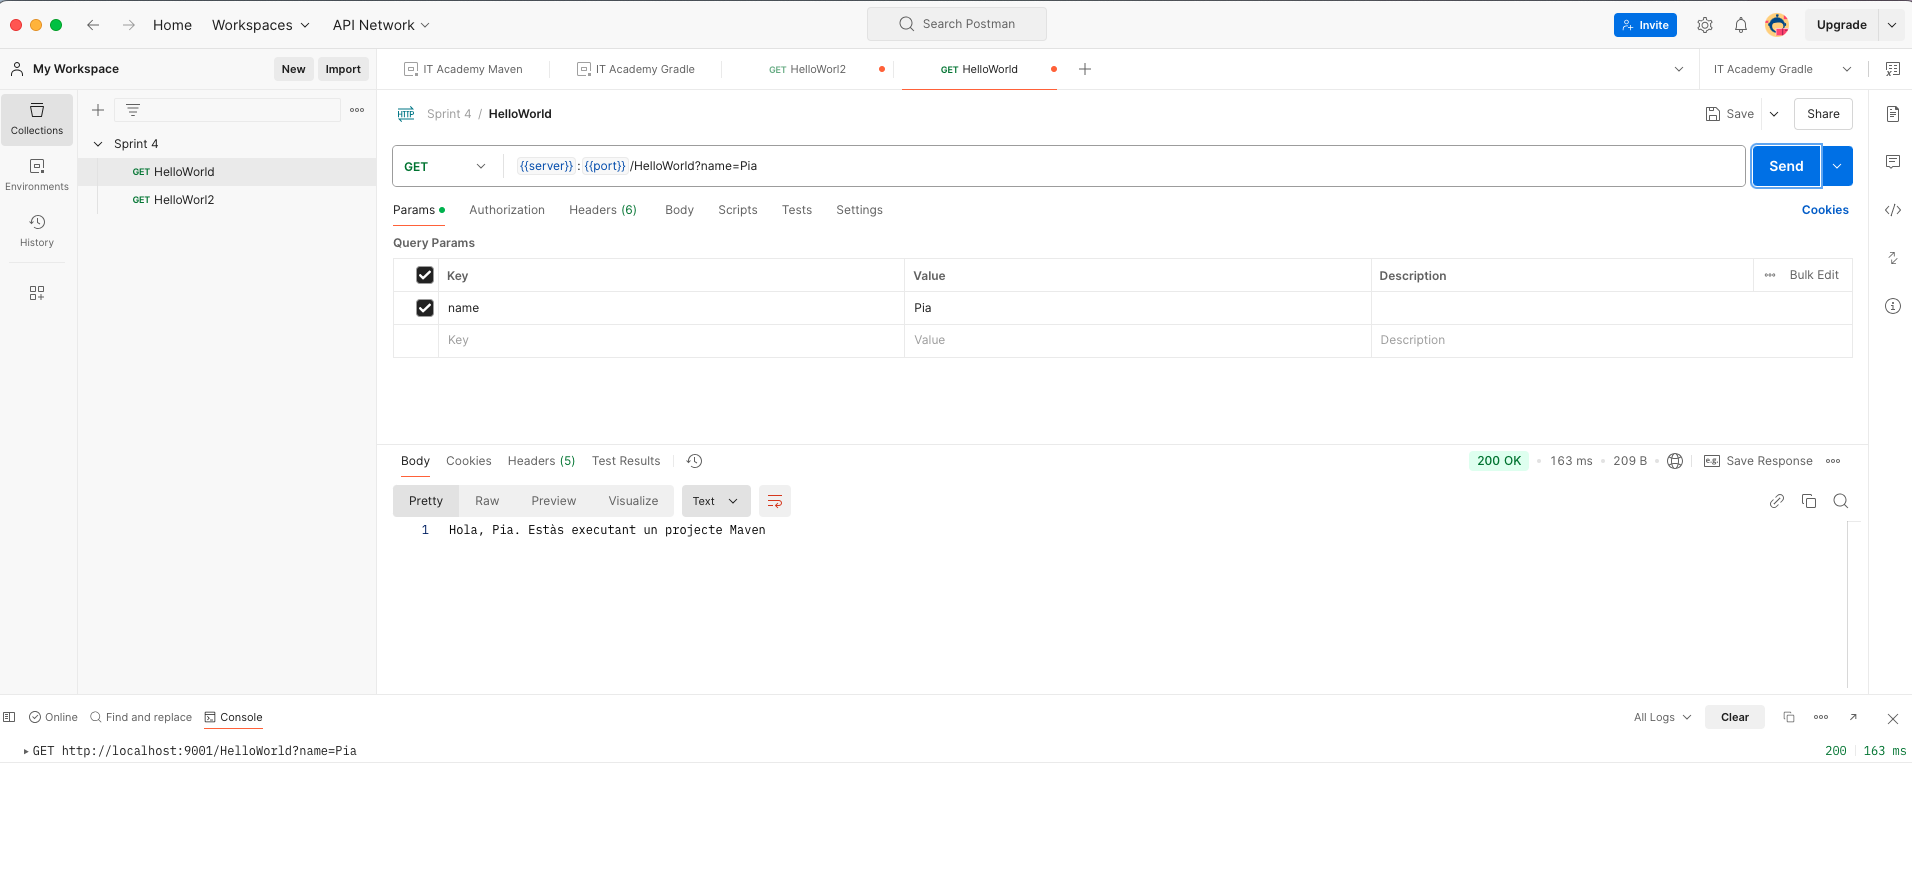 Home Workspaces API Network Search Postman Invite Upgrade
My Workspace New Import IT Academy Maven IT Academy Gradle GET HelloWorl2 GET HelloWorld IT Academy Gradle
Collections
Environments
History
Sprint 4
GET HelloWorld
GET HelloWorl2
HTTP Sprint 4 / HelloWorld Save Share
GET {{server}}:{{port}}/HelloWorld?name=Pia Send
Params Authorization Headers (6) Body Scripts Tests Settings Cookies
Query Params
Key Value Description Bulk Edit
name Pia
Key Value Description
Body Cookies Headers (5) Test Results 200 OK 163 ms 209 B e.g. Save Response
Pretty Raw Preview Visualize Text
1 Hola, Pia. Estàs executant un projecte Maven
Online Find and replace Console All Logs Clear
GET http://localhost:9001/HelloWorld?name=Pia 200 163 ms